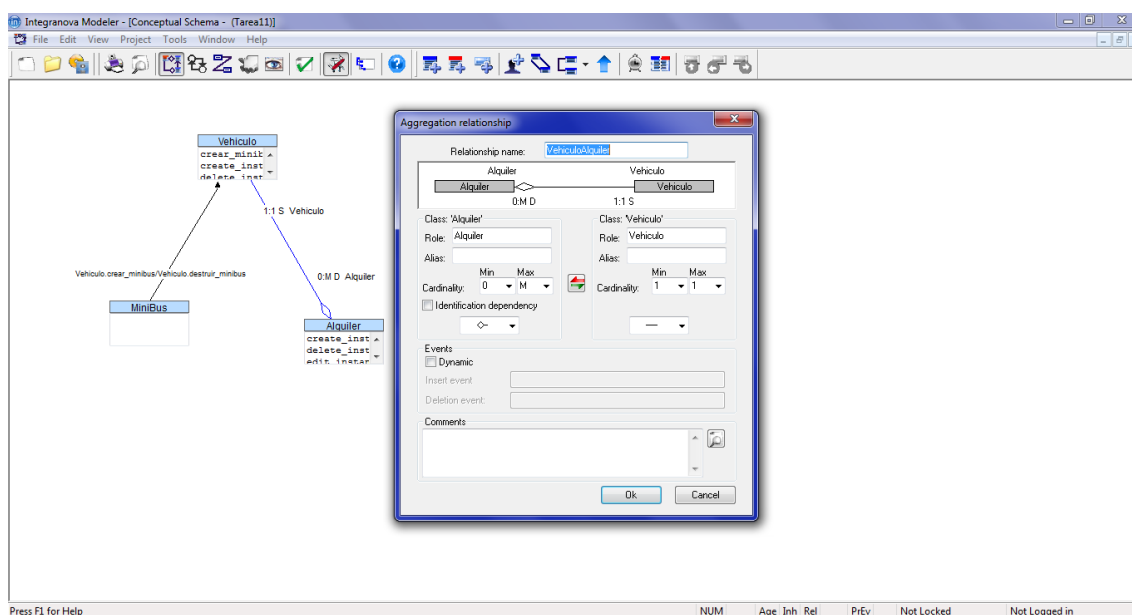 Integranova Modeler - [Conceptual Schema - (Tarea11)]
File Edit View Project Tools Window Help
Vehiculo
crear_minib
create_inst
delete_inst
1:1 S Vehiculo
Vehiculo.crear_minibus/Vehiculo.destruir_minibus
0:M D Alquiler
MiniBus
Alquiler
create_inst
delete_inst
edit_instar
Aggregation relationship
Relationship name: VehiculoAlquiler
Alquiler Vehiculo
Alquiler Vehiculo
0:M D 1:1 S
Class: 'Alquiler' Class: 'Vehiculo'
Role: Alquiler Role: Vehiculo
Alias: Alias:
Min Max Min Max
Cardinality: 0 M Cardinality: 1 1
Identification dependency
Events
Dynamic
Insert event
Deletion event:
Comments
Ok Cancel
Press F1 for Help NUM Age Inh Rel PrEv Not Locked Not Logged in